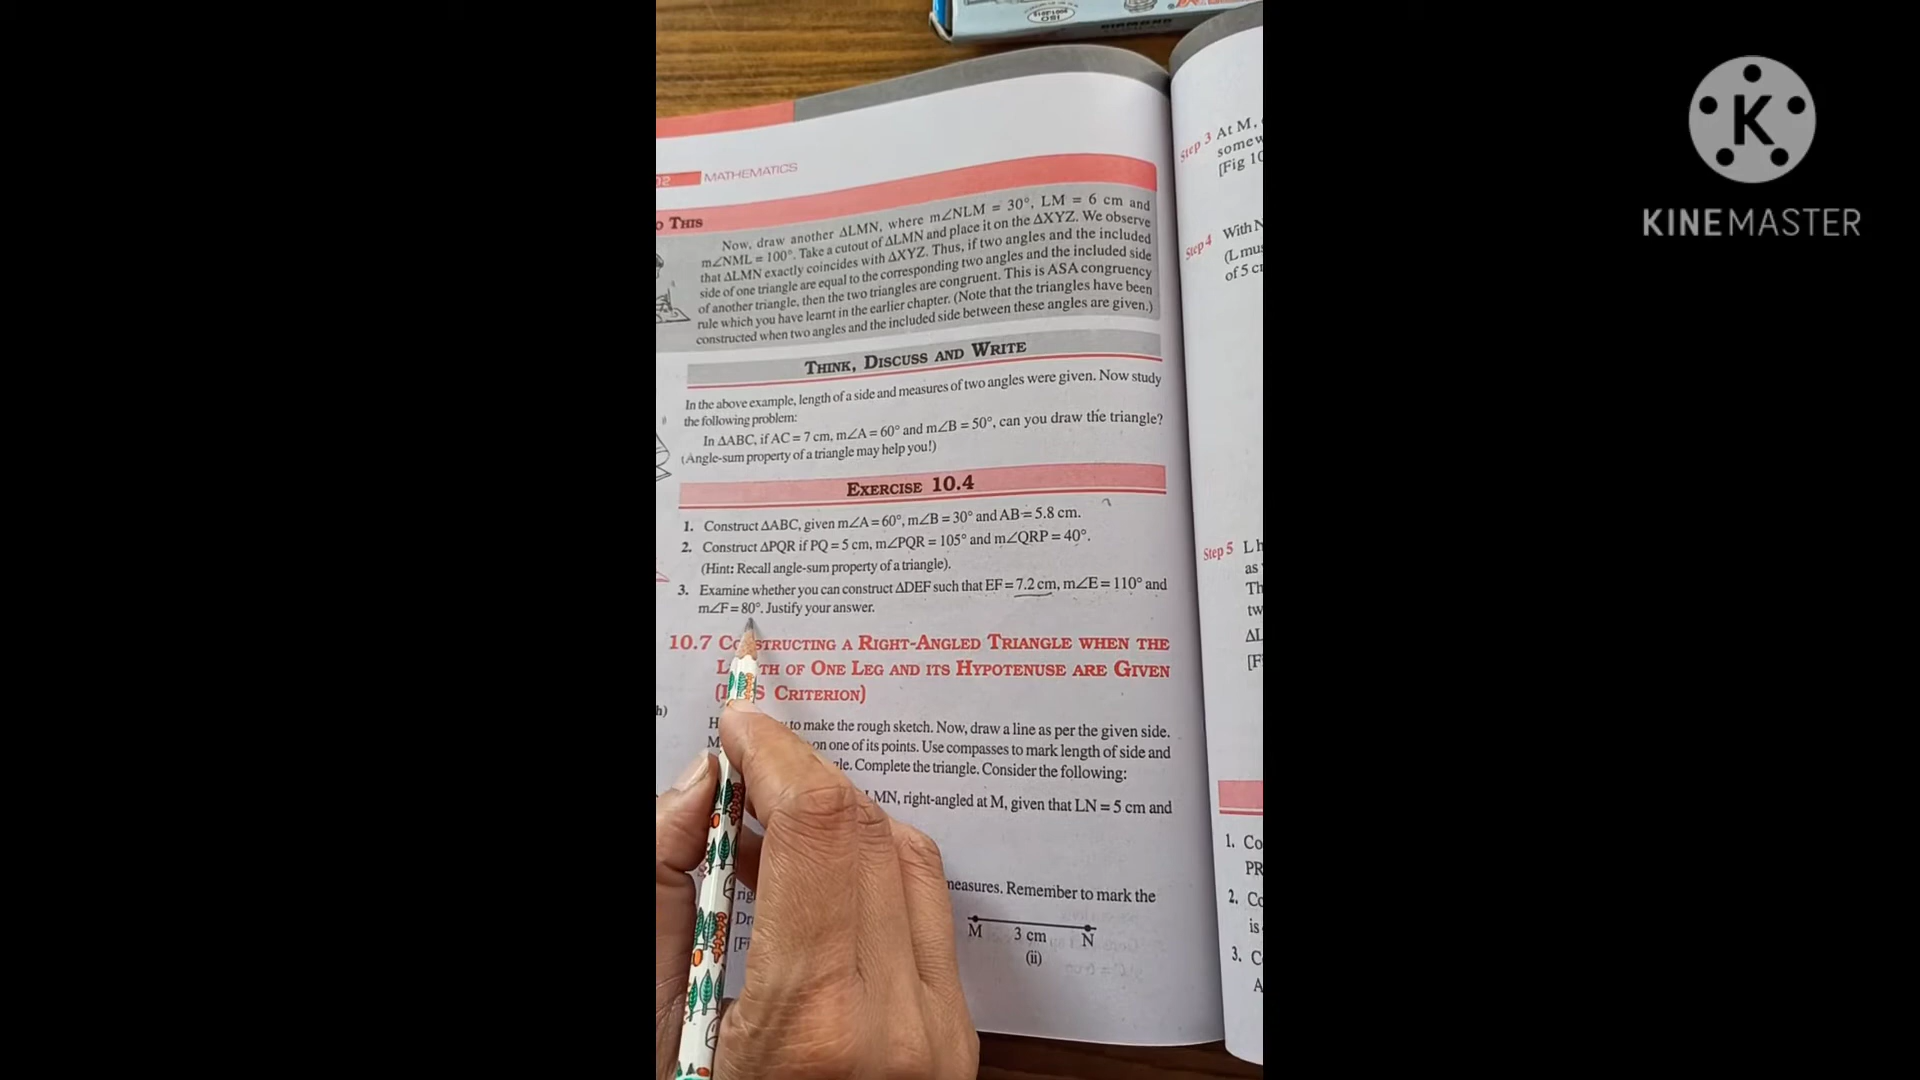 ISO
DIAMOND
K
KINEMASTER
02 MATHEMATICS
O THIS
Now, draw another ΔLMN, where m∠NLM = 30°, LM = 6 cm and
m∠NML = 100°. Take a cutout of ΔLMN and place it on the ΔXYZ. We observe
that ΔLMN exactly coincides with ΔXYZ. Thus, if two angles and the included
side of one triangle are equal to the corresponding two angles and the included side
of another triangle, then the two triangles are congruent. This is ASA congruency
rule which you have learnt in the earlier chapter. (Note that the triangles have been
constructed when two angles and the included side between these angles are given.)
THINK, DISCUSS AND WRITE
In the above example, length of a side and measures of two angles were given. Now study
the following problem:
In ΔABC, if AC = 7 cm, m∠A = 60° and m∠B = 50°, can you draw the triangle?
(Angle-sum property of a triangle may help you!)
EXERCISE 10.4
1. Construct ΔABC, given m∠A = 60°, m∠B = 30° and AB = 5.8 cm.
2. Construct ΔPQR if PQ = 5 cm, m∠PQR = 105° and m∠QRP = 40°.
(Hint: Recall angle-sum property of a triangle).
3. Examine whether you can construct ΔDEF such that EF = 7.2 cm, m∠E = 110° and
m∠F = 80°. Justify your answer.
10.7 CONSTRUCTING A RIGHT-ANGLED TRIANGLE WHEN THE
L TH OF ONE LEG AND ITS HYPOTENUSE ARE GIVEN
( S CRITERION)
h)
H to make the rough sketch. Now, draw a line as per the given side.
M on one of its points. Use compasses to mark length of side and
gle. Complete the triangle. Consider the following:
LMN, right-angled at M, given that LN = 5 cm and
measures. Remember to mark the
rig
Dr
[Fi
M 3 cm N
(ii)
Step 3 At M,
somew
[Fig 10
Step 4 With N
(L mus
of 5 cm
Step 5 L h
as
Th
tw
ΔL
[F
1. Co
PR
2. Co
is
3. C
A